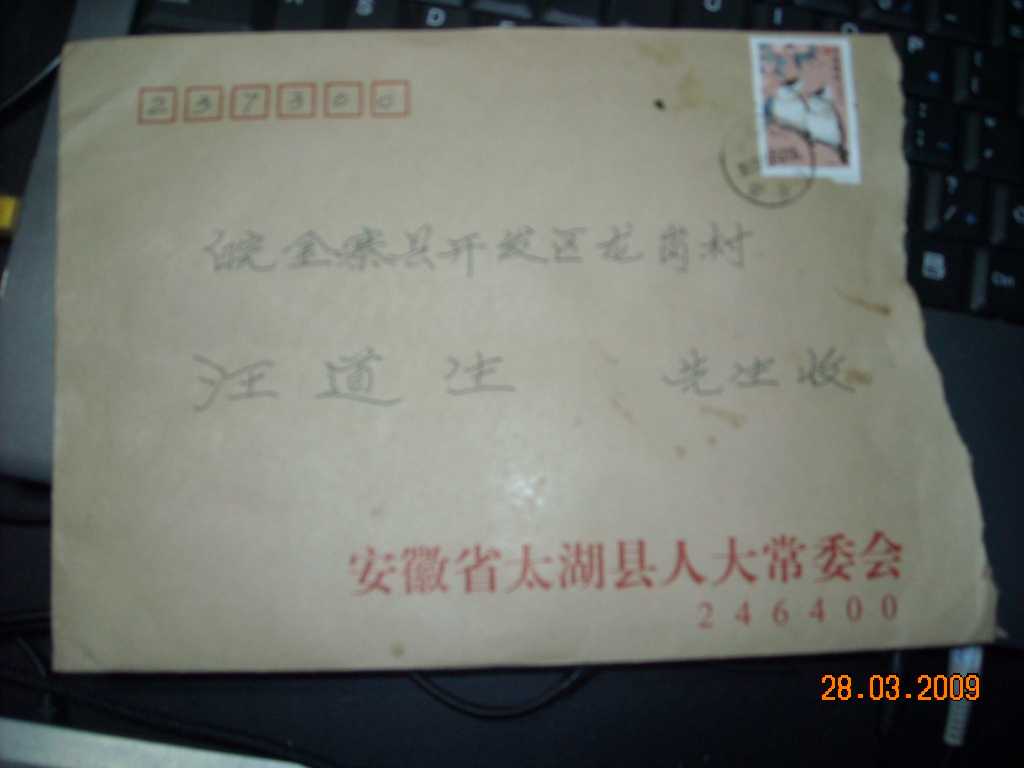 237300
皖金寨县开发区龙岗村
汪道生 先生收
安徽省太湖县人大常委会
246400
28.03.2009